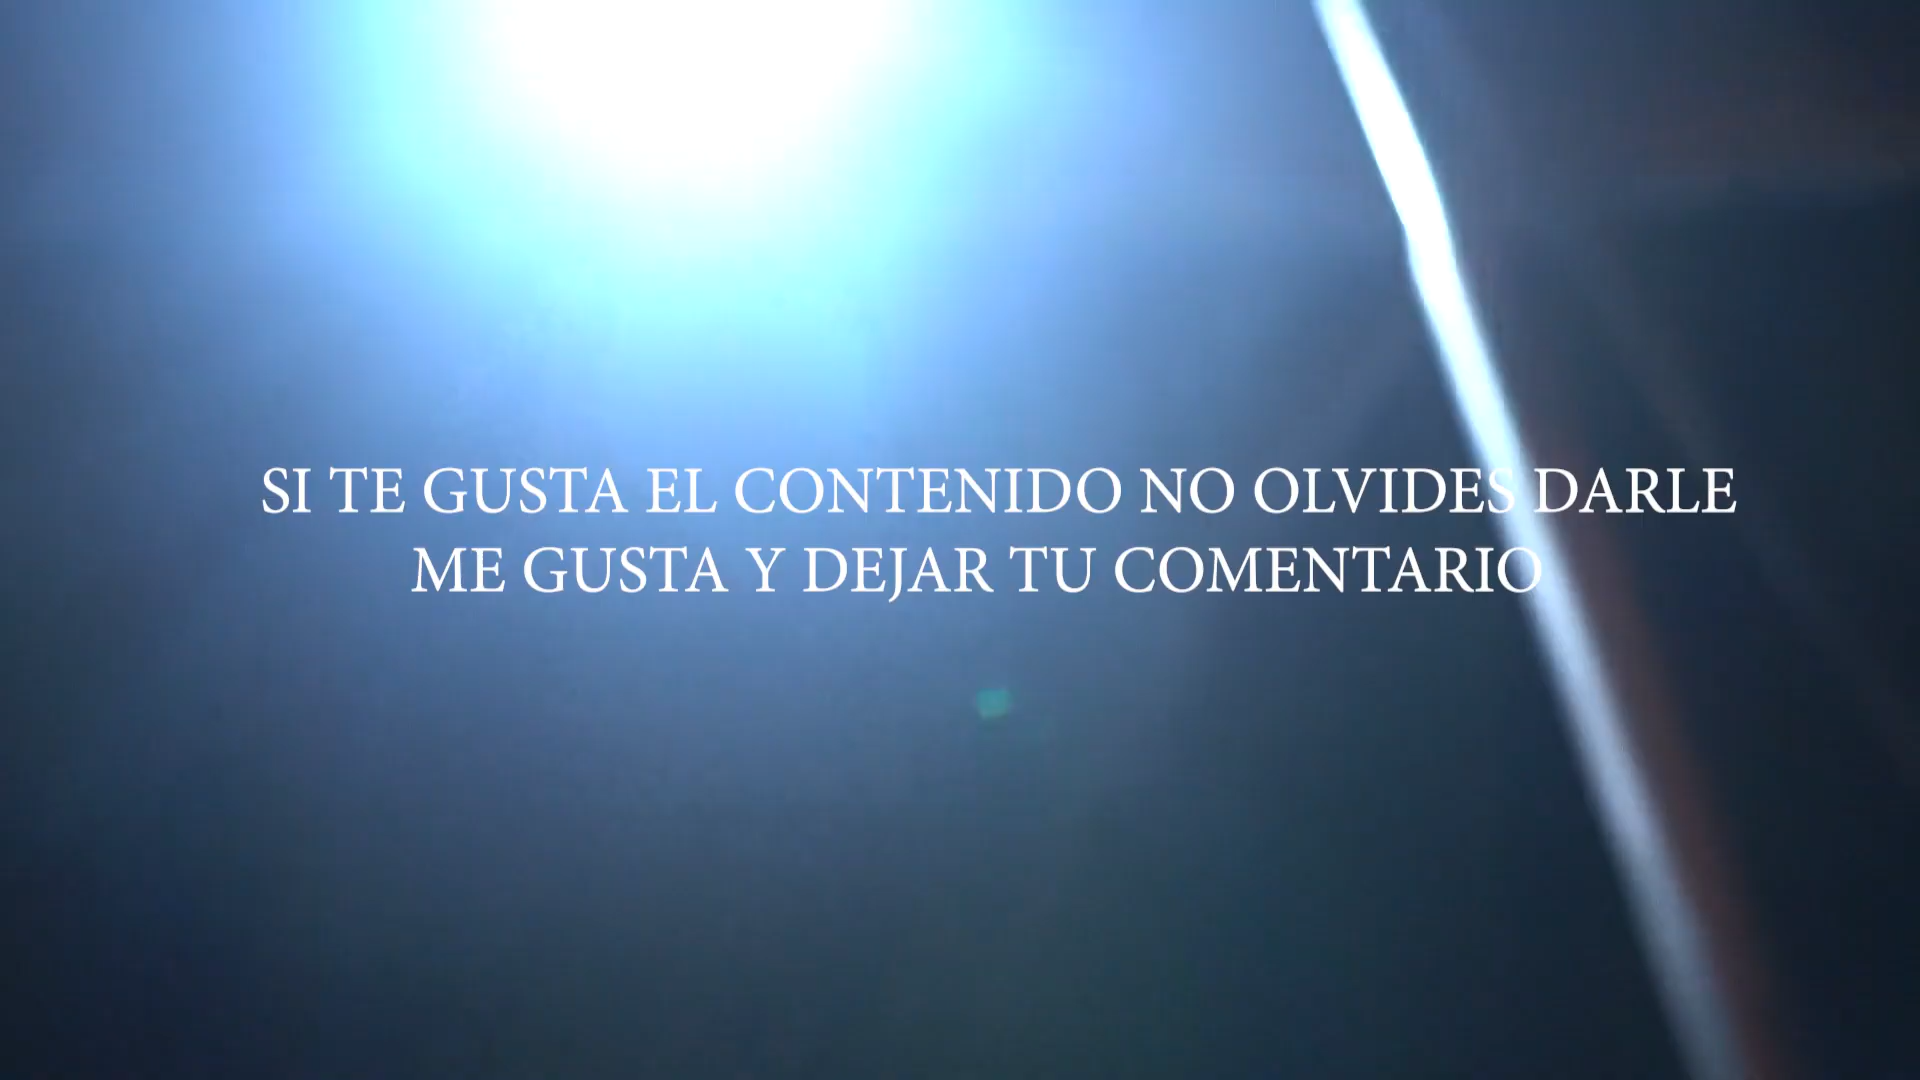 SI TE GUSTA EL CONTENIDO NO OLVIDES DARLE
ME GUSTA Y DEJAR TU COMENTARIO